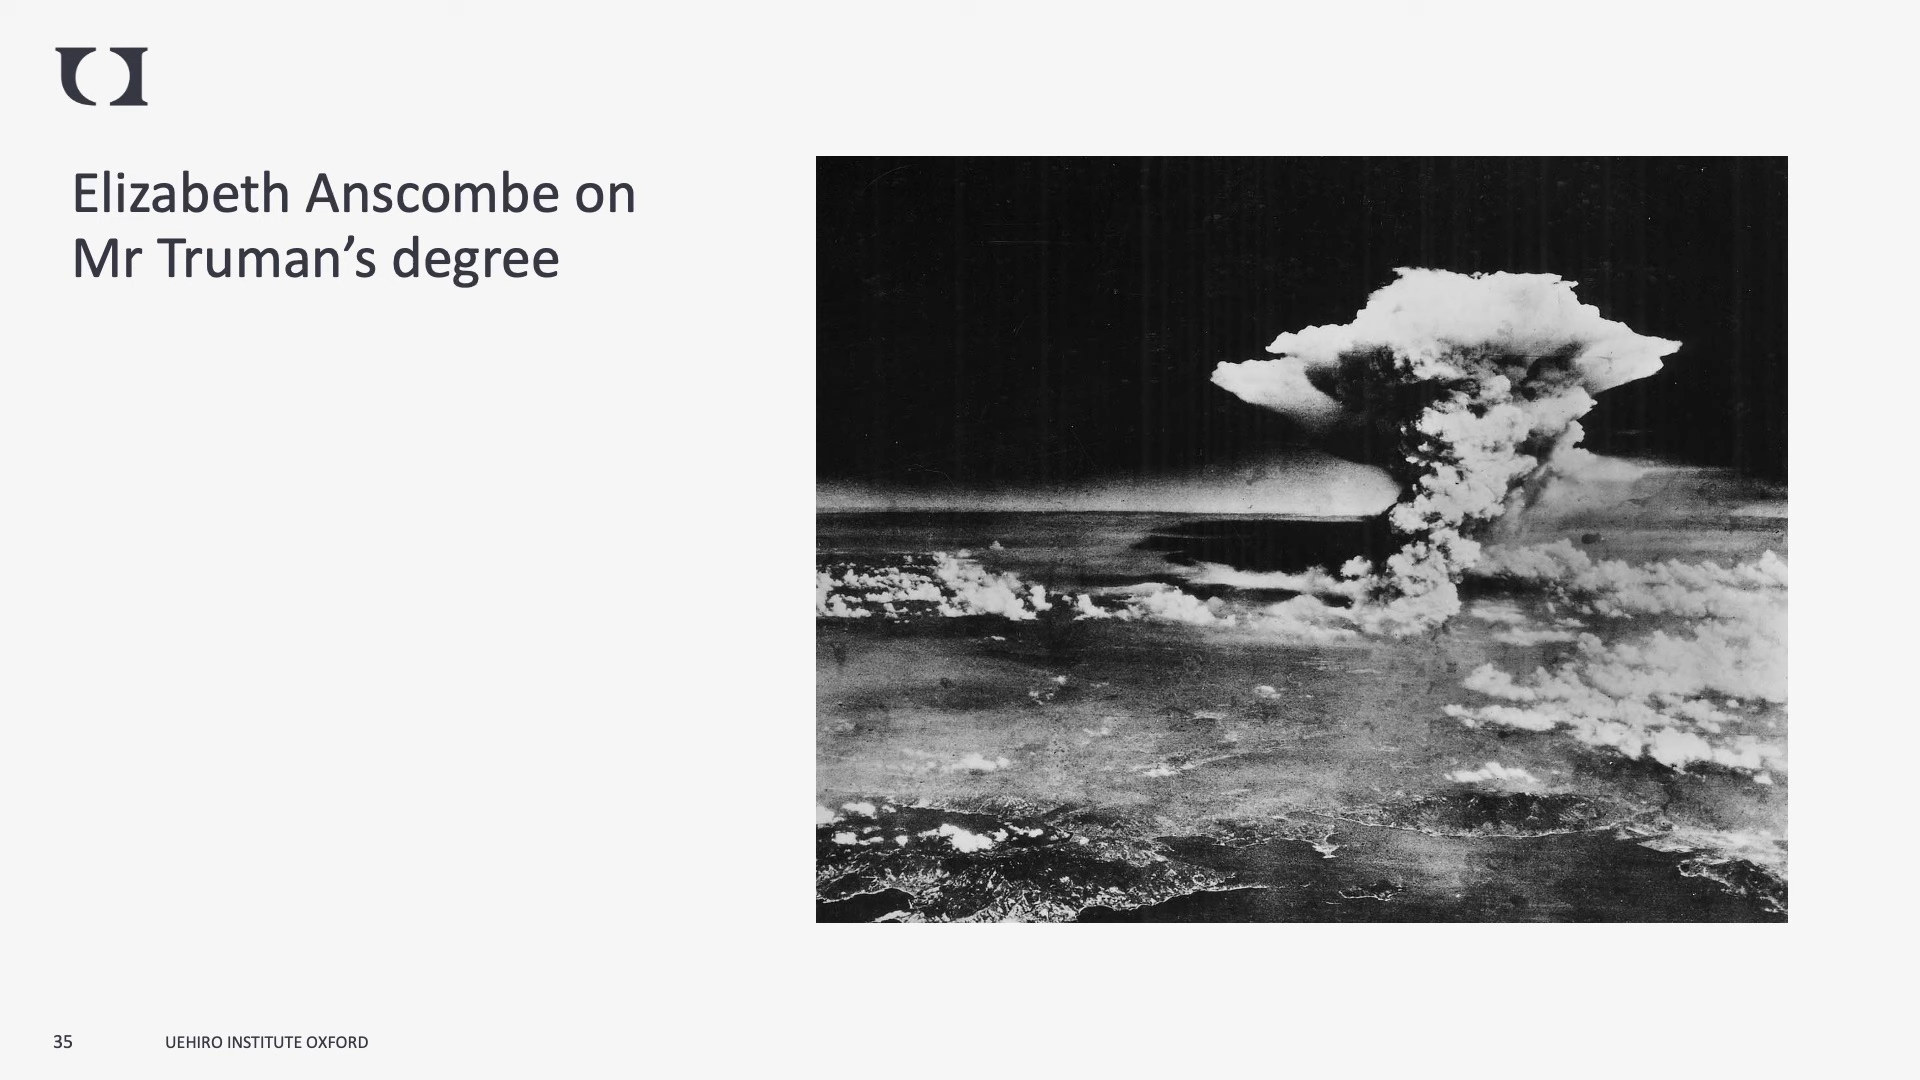 Elizabeth Anscombe on
Mr Truman’s degree
35
UEHIRO INSTITUTE OXFORD